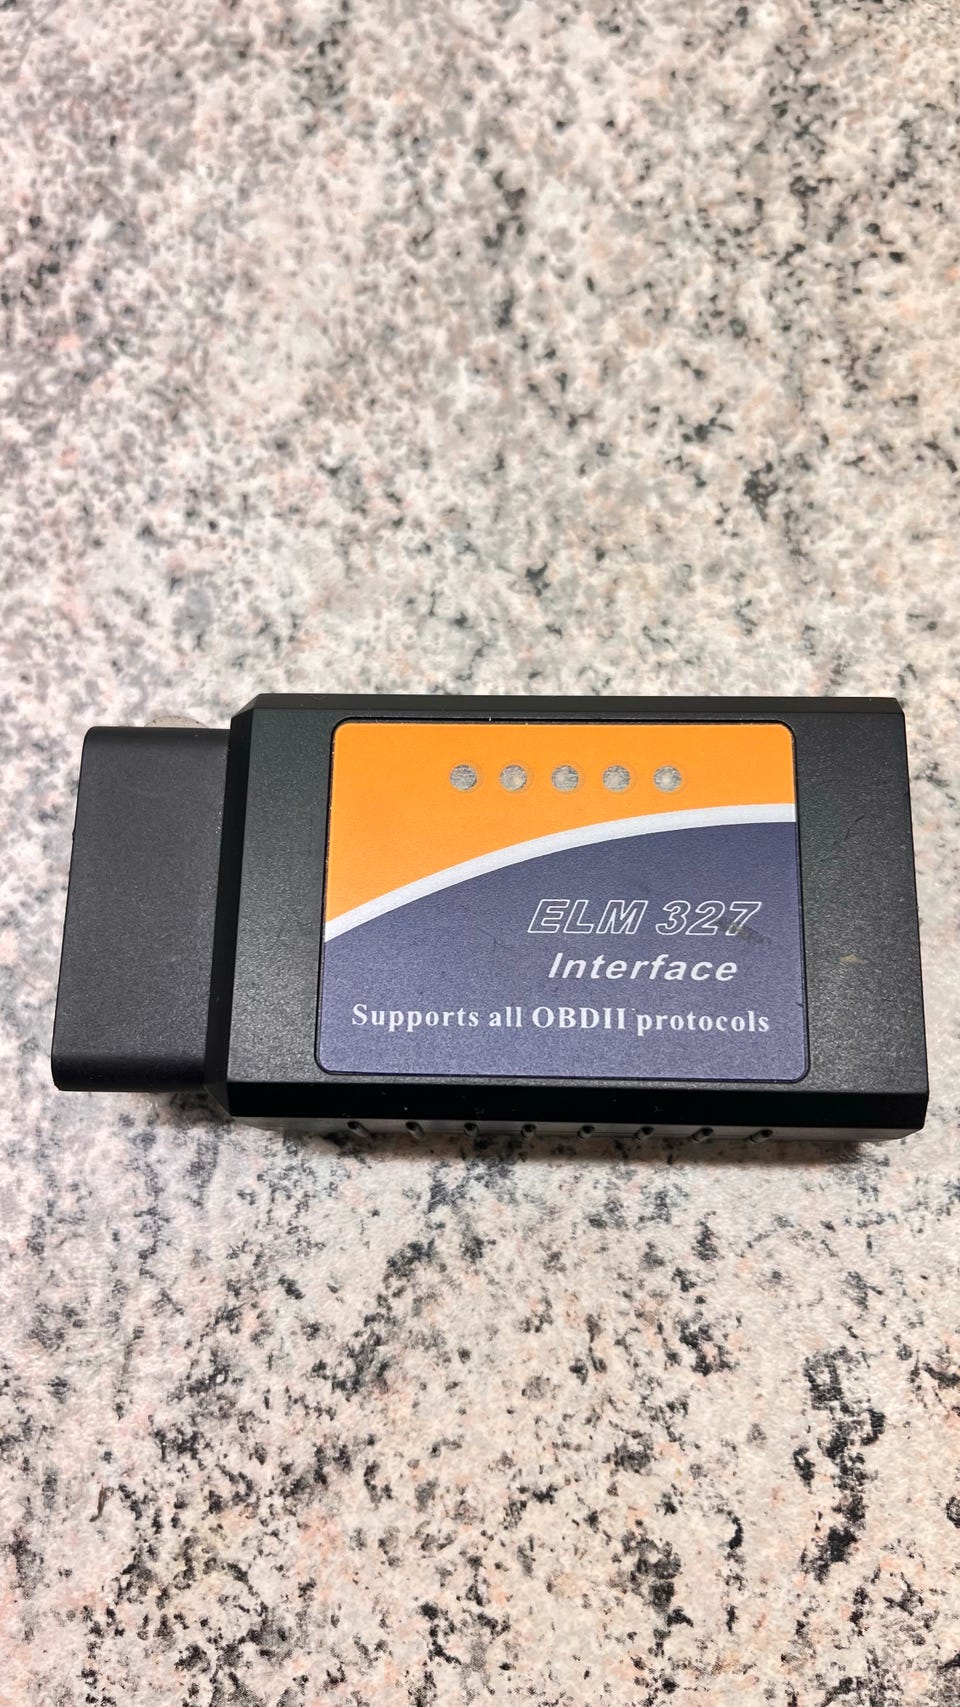 ELM 327
Interface
Supports all OBDII protocols